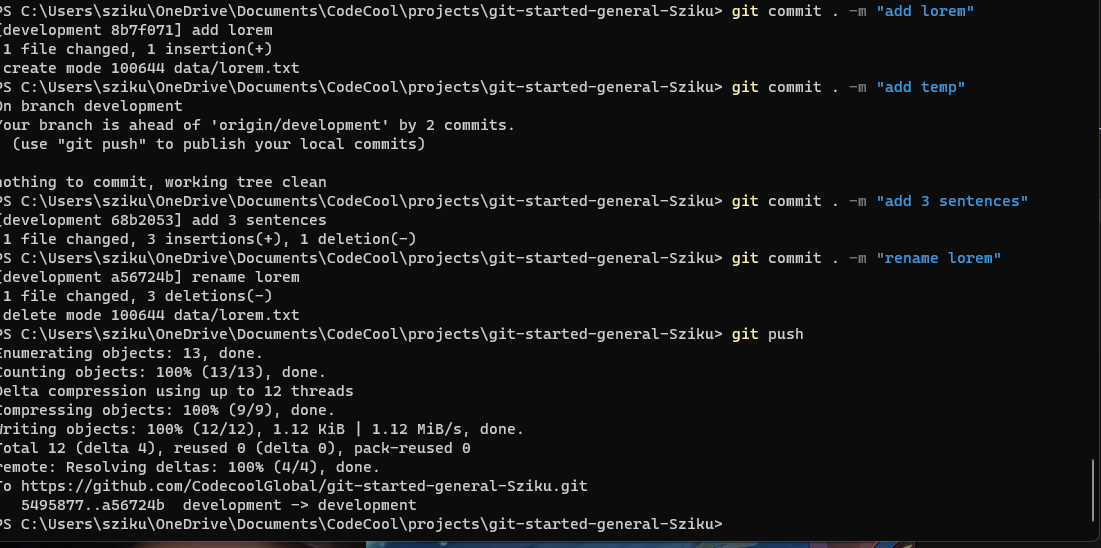 PS C:\Users\sziku\OneDrive\Documents\CodeCool\projects\git-started-general-Sziku> git commit . -m "add lorem"
[development 8b7f071] add lorem
1 file changed, 1 insertion(+)
create mode 100644 data/lorem.txt
PS C:\Users\sziku\OneDrive\Documents\CodeCool\projects\git-started-general-Sziku> git commit . -m "add temp"
On branch development
Your branch is ahead of 'origin/development' by 2 commits.
(use "git push" to publish your local commits)
nothing to commit, working tree clean
PS C:\Users\sziku\OneDrive\Documents\CodeCool\projects\git-started-general-Sziku> git commit . -m "add 3 sentences"
[development 68b2053] add 3 sentences
1 file changed, 3 insertions(+), 1 deletion(-)
PS C:\Users\sziku\OneDrive\Documents\CodeCool\projects\git-started-general-Sziku> git commit . -m "rename lorem"
[development a56724b] rename lorem
1 file changed, 3 deletions(-)
delete mode 100644 data/lorem.txt
PS C:\Users\sziku\OneDrive\Documents\CodeCool\projects\git-started-general-Sziku> git push
Enumerating objects: 13, done.
Counting objects: 100% (13/13), done.
Delta compression using up to 12 threads
Compressing objects: 100% (9/9), done.
Writing objects: 100% (12/12), 1.12 KiB | 1.12 MiB/s, done.
Total 12 (delta 4), reused 0 (delta 0), pack-reused 0
remote: Resolving deltas: 100% (4/4), done.
To https://github.com/CodecoolGlobal/git-started-general-Sziku.git
5495877..a56724b  development -> development
PS C:\Users\sziku\OneDrive\Documents\CodeCool\projects\git-started-general-Sziku>